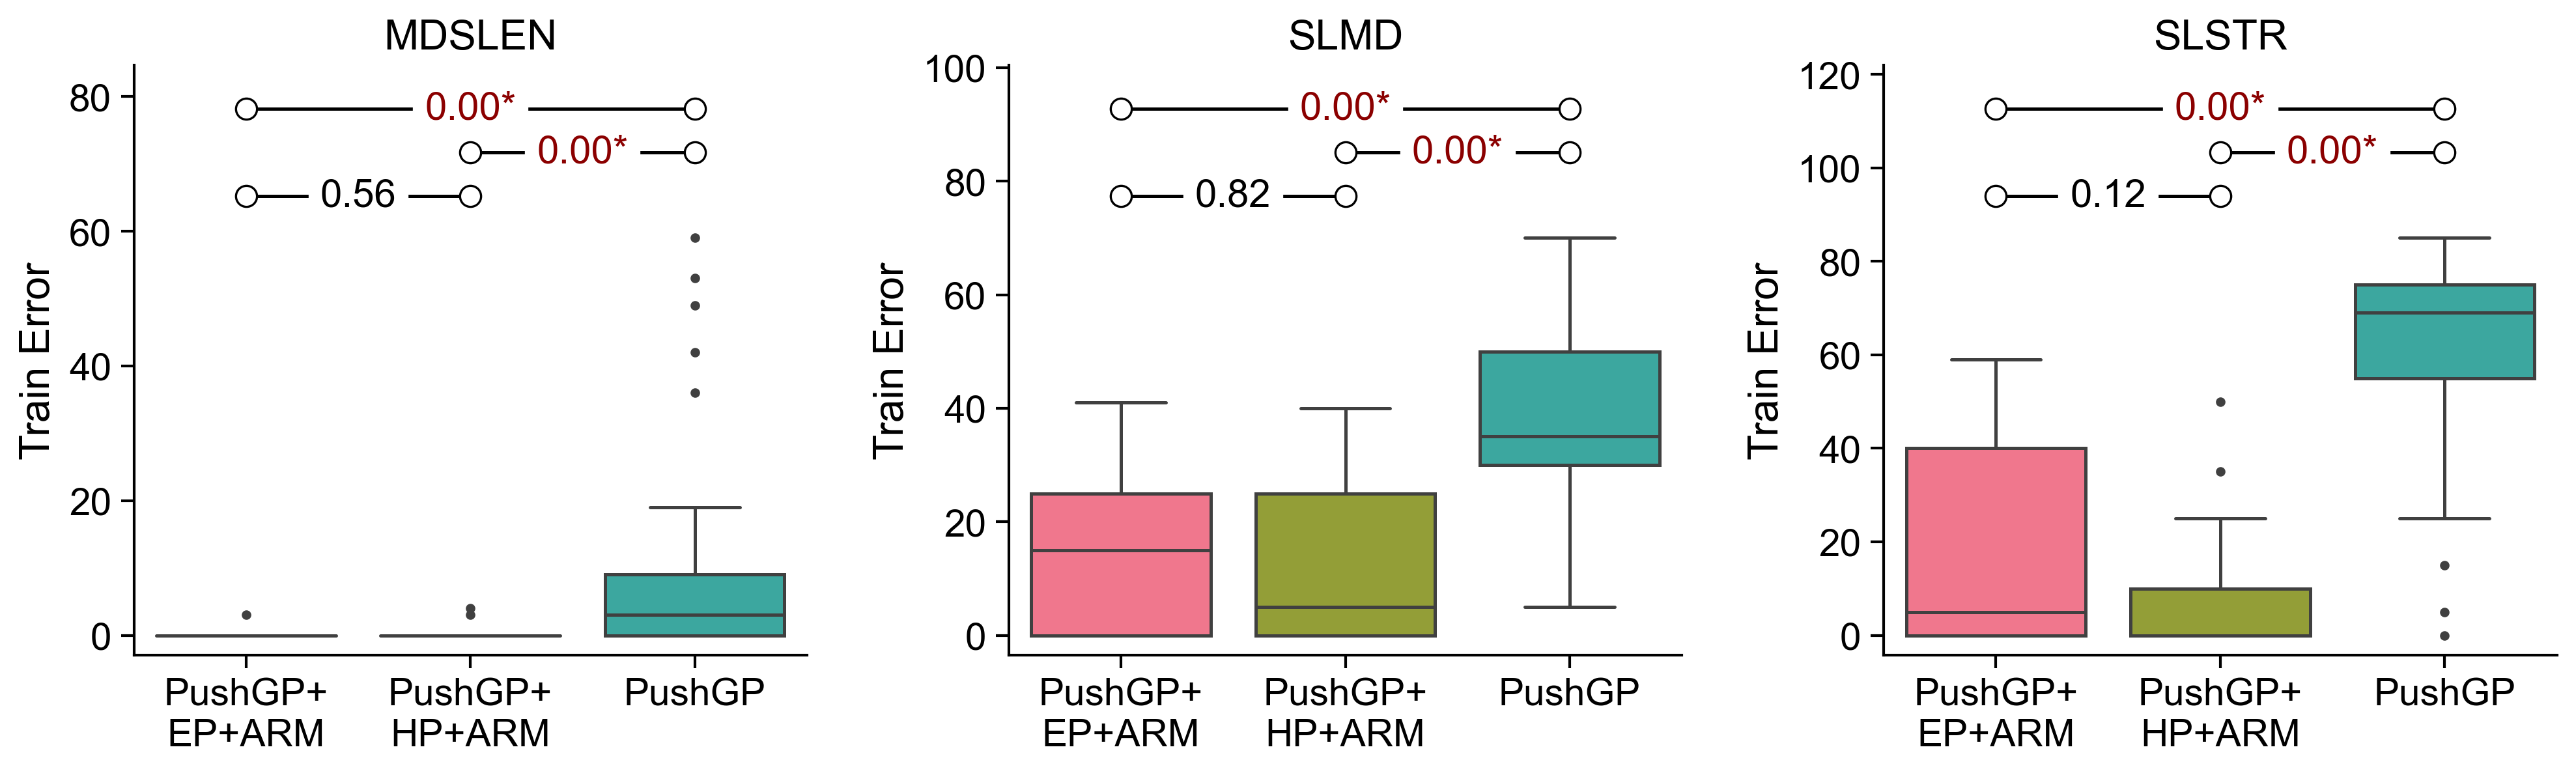 MDSLEN
Train Error
80
60
40
20
0
0.00*
0.00*
0.56
PushGP+
EP+ARM
PushGP+
HP+ARM
PushGP
SLMD
Train Error
100
80
60
40
20
0
0.00*
0.00*
0.82
PushGP+
EP+ARM
PushGP+
HP+ARM
PushGP
SLSTR
Train Error
120
100
80
60
40
20
0
0.00*
0.00*
0.12
PushGP+
EP+ARM
PushGP+
HP+ARM
PushGP